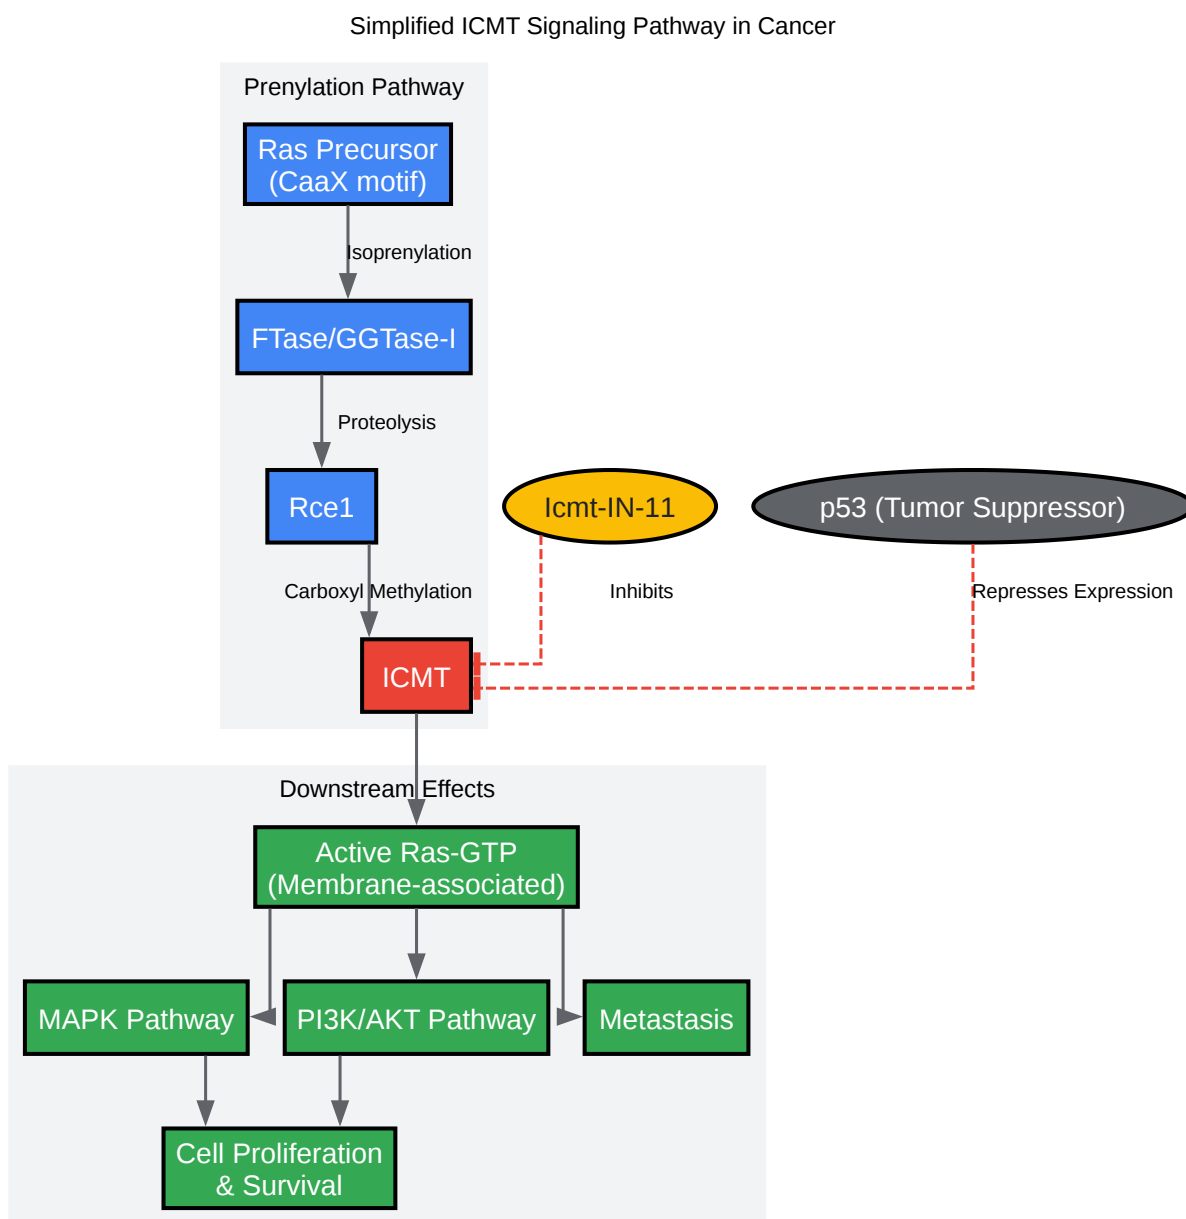 Simplified ICMT Signaling Pathway in Cancer
Prenylation Pathway
Ras Precursor
(CaaX motif)
Isoprenylation
FTase/GGTase-I
Proteolysis
Rce1
Icmt-IN-11
p53 (Tumor Suppressor)
Carboxyl Methylation
Inhibits
Represses Expression
ICMT
Downstream Effects
Active Ras-GTP
(Membrane-associated)
MAPK Pathway
PI3K/AKT Pathway
Metastasis
Cell Proliferation
& Survival